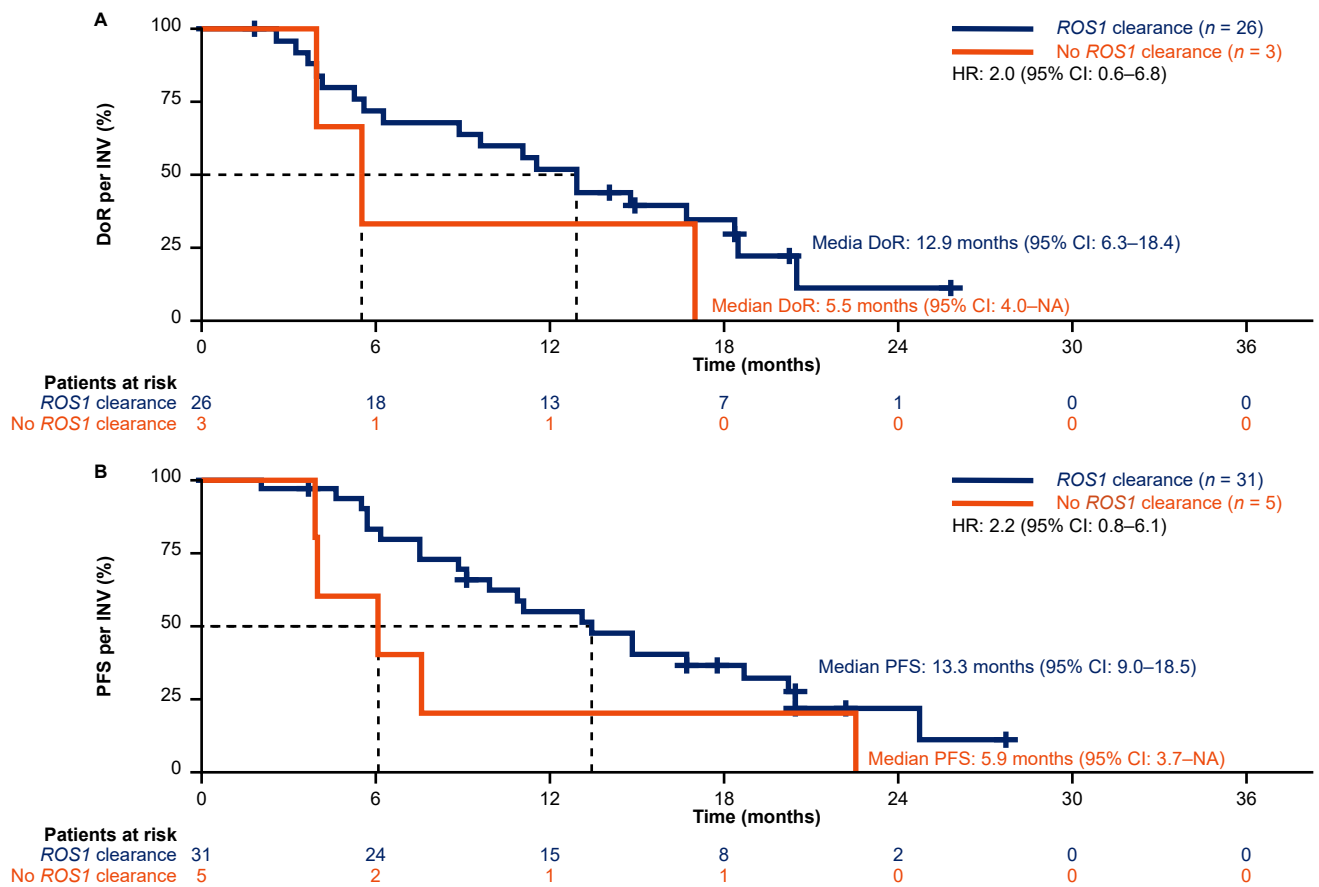 A
100
75
50
25
0
DoR per INV (%)
ROS1 clearance (n = 26)
No ROS1 clearance (n = 3)
HR: 2.0 (95% CI: 0.6–6.8)
Media DoR: 12.9 months (95% CI: 6.3–18.4)
Median DoR: 5.5 months (95% CI: 4.0–NA)
0 6 12 18 24 30 36
Time (months)
Patients at risk
ROS1 clearance 26 18 13 7 1 0 0
No ROS1 clearance 3 1 1 0 0 0 0
B
100
75
50
25
0
PFS per INV (%)
ROS1 clearance (n = 31)
No ROS1 clearance (n = 5)
HR: 2.2 (95% CI: 0.8–6.1)
Median PFS: 13.3 months (95% CI: 9.0–18.5)
Median PFS: 5.9 months (95% CI: 3.7–NA)
0 6 12 18 24 30 36
Time (months)
Patients at risk
ROS1 clearance 31 24 15 8 2 0 0
No ROS1 clearance 5 2 1 1 0 0 0